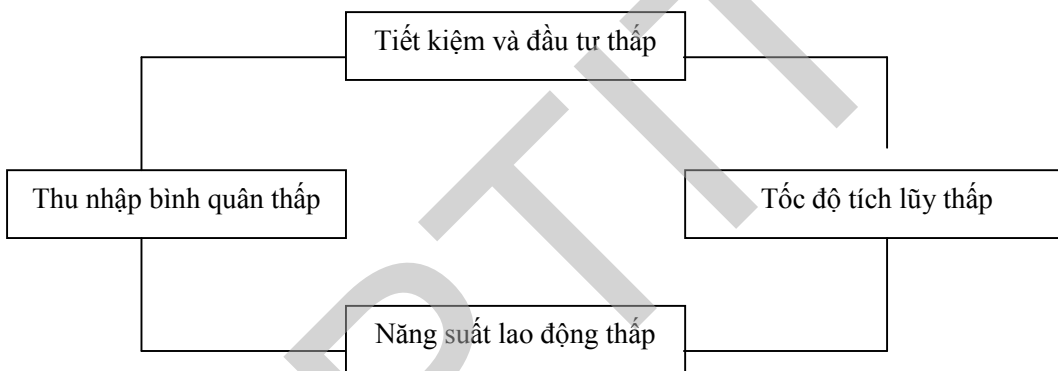 Tiết kiệm và đầu tư thấp
Thu nhập bình quân thấp
Tốc độ tích lũy thấp
Năng suất lao động thấp
PTIT